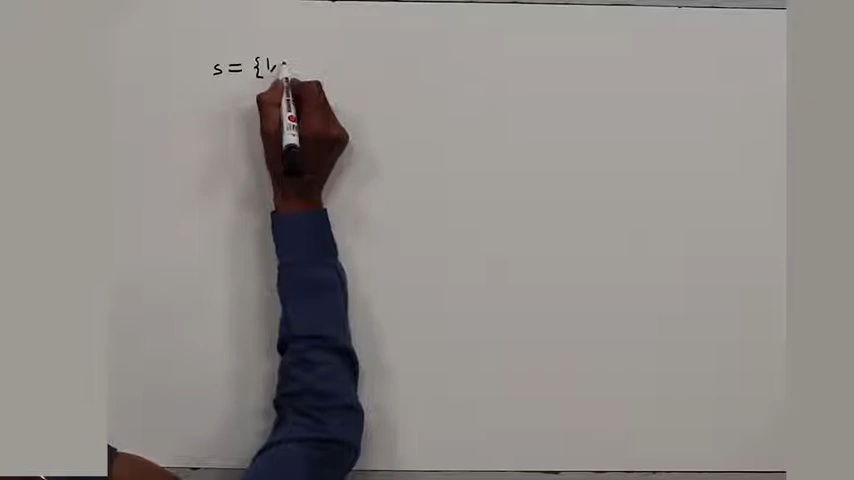 s = {1,